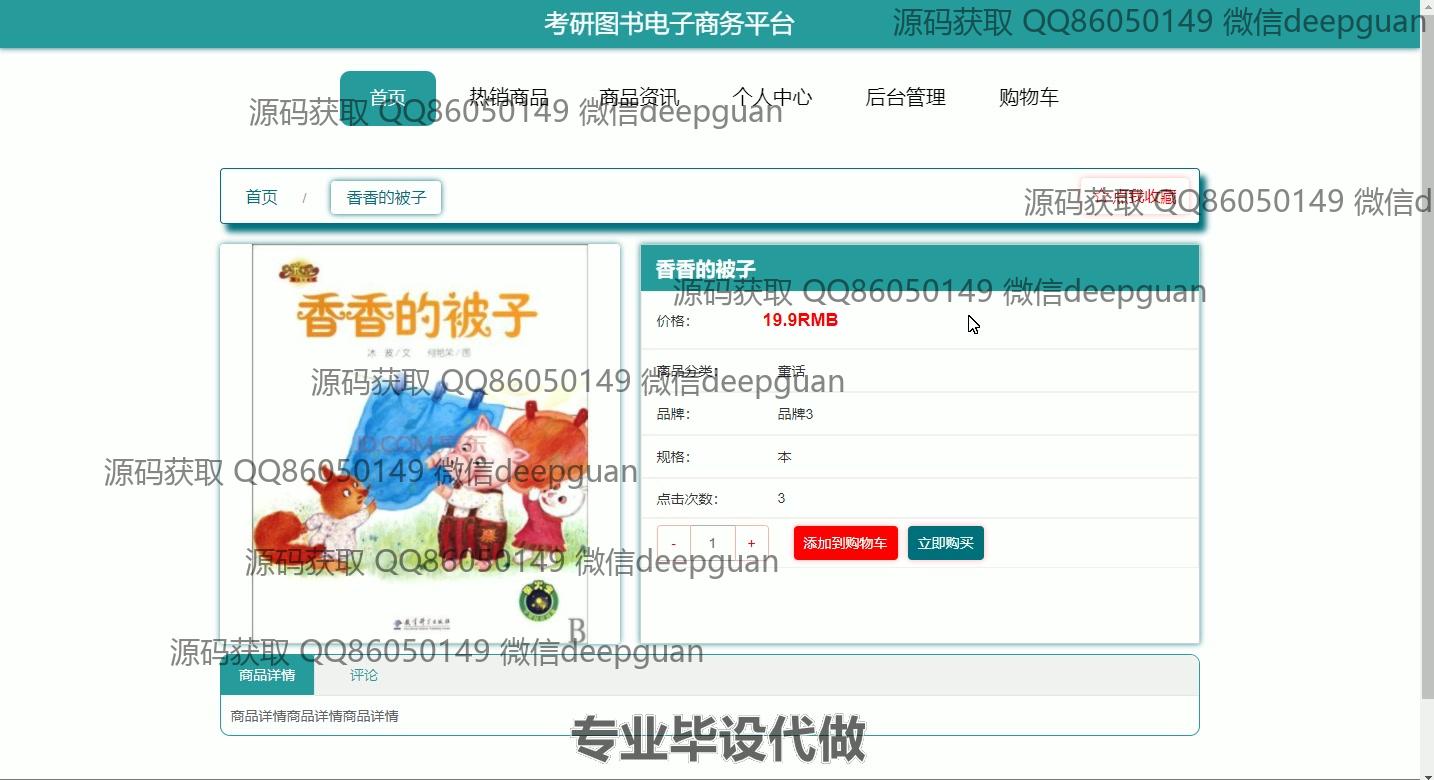 考研图书电子商务平台
源码获取 QQ86050149 微信deepguan
首页
热销商品
商品资讯
个人中心
后台管理
购物车
源码获取 QQ86050149 微信deepguan
首页 / 香香的被子
点我收藏
源码获取 QQ86050149 微信d
香香的被子
香香的被子
源码获取 QQ86050149 微信deepguan
价格: 19.9RMB
冰 波/文 何艳荣/图
商品分类: 童话
源码获取 QQ86050149 微信deepguan
品牌: 品牌3
JD.COM 京东
规格: 本
源码获取 QQ86050149 微信deepguan
点击次数: 3
- 1 + 添加到购物车 立即购买
源码获取 QQ86050149 微信deepguan
教育科学出版社
B
源码获取 QQ86050149 微信deepguan
商品详情 评论
商品详情商品详情商品详情
专业毕设代做